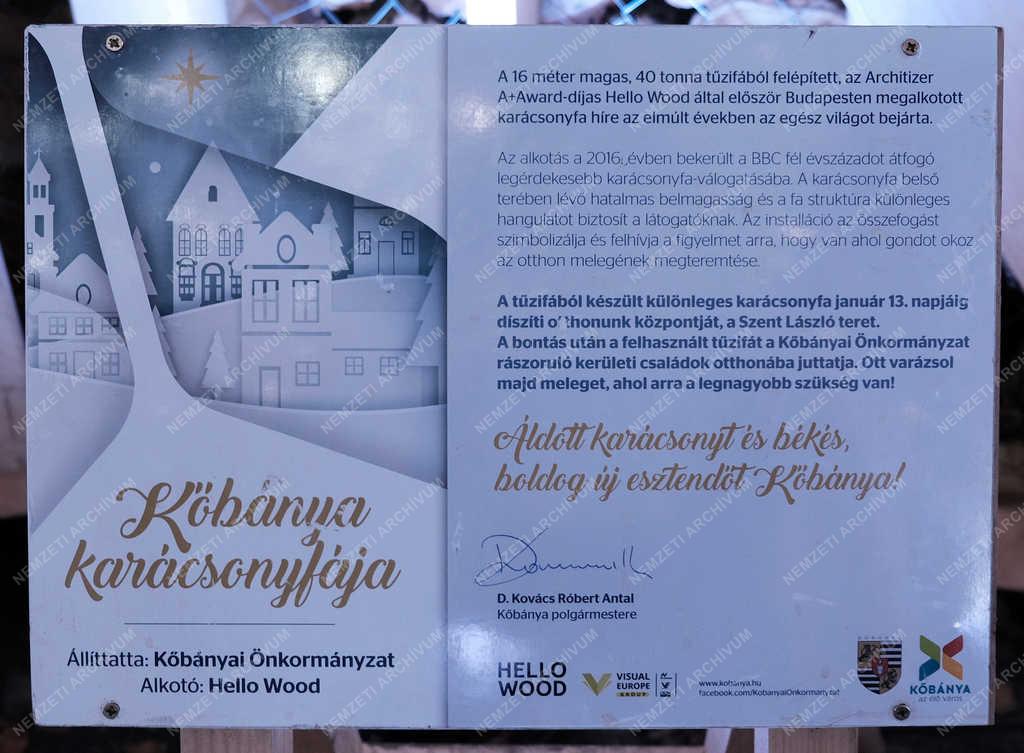 Kőbánya
karácsonyfája
Állíttatta: Kőbányai Önkormányzat
Alkotó: Hello Wood
A 16 méter magas, 40 tonna tűzifából felépített, az Architizer
A+Award-díjas Hello Wood által először Budapesten megalkotott
karácsonyfa híre az elmúlt években az egész világot bejárta.
Az alkotás a 2016. évben bekerült a BBC fél évszázadot átfogó
legérdekesebb karácsonyfa-válogatásába. A karácsonyfa belső
terében lévő hatalmas belmagasság és a fa struktúra különleges
hangulatot biztosít a látogatóknak. Az installáció az összefogást
szimbolizálja és felhívja a figyelmet arra, hogy van ahol gondot okoz
az otthon melegének megteremtése.
A tűzifából készült különleges karácsonyfa január 13. napjáig
díszíti otthonunk központját, a Szent László teret.
A bontás után a felhasznált tűzifát a Kőbányai Önkormányzat
rászoruló kerületi családok otthonába juttatja. Ott varázsol
majd meleget, ahol arra a legnagyobb szükség van!
Áldott karácsonyt és békés,
boldog új esztendőt Kőbánya!
D. Kovács Róbert Antal
Kőbánya polgármestere
HELLO
WOOD
VISUAL
EUROPE
GROUP
www.kobanya.hu
facebook.com/KobanyaiOnkormanyzat
KŐBÁNYA
az élő város
NEMZETI ARCHÍVUM